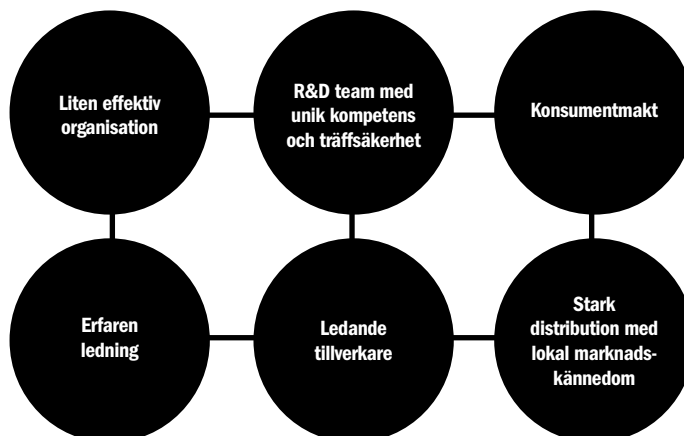 Liten effektiv
organisation
R&D team med
unik kompetens
och träffsäkerhet
Konsumentmakt
Erfaren
ledning
Ledande
tillverkare
Stark
distribution med
lokal marknads-
kännedom